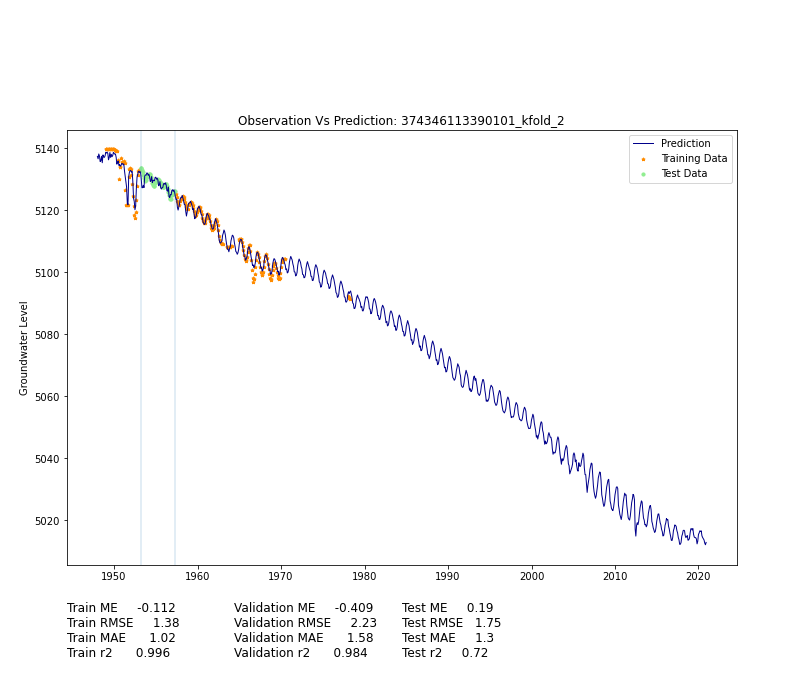 Observation Vs Prediction: 374346113390101_kfold_2
Prediction
Training Data
Test Data
Groundwater Level
5140
5120
5100
5080
5060
5040
5020
1950 1960 1970 1980 1990 2000 2010 2020
Train ME -0.112 Validation ME -0.409 Test ME 0.19
Train RMSE 1.38 Validation RMSE 2.23 Test RMSE 1.75
Train MAE 1.02 Validation MAE 1.58 Test MAE 1.3
Train r2 0.996 Validation r2 0.984 Test r2 0.72